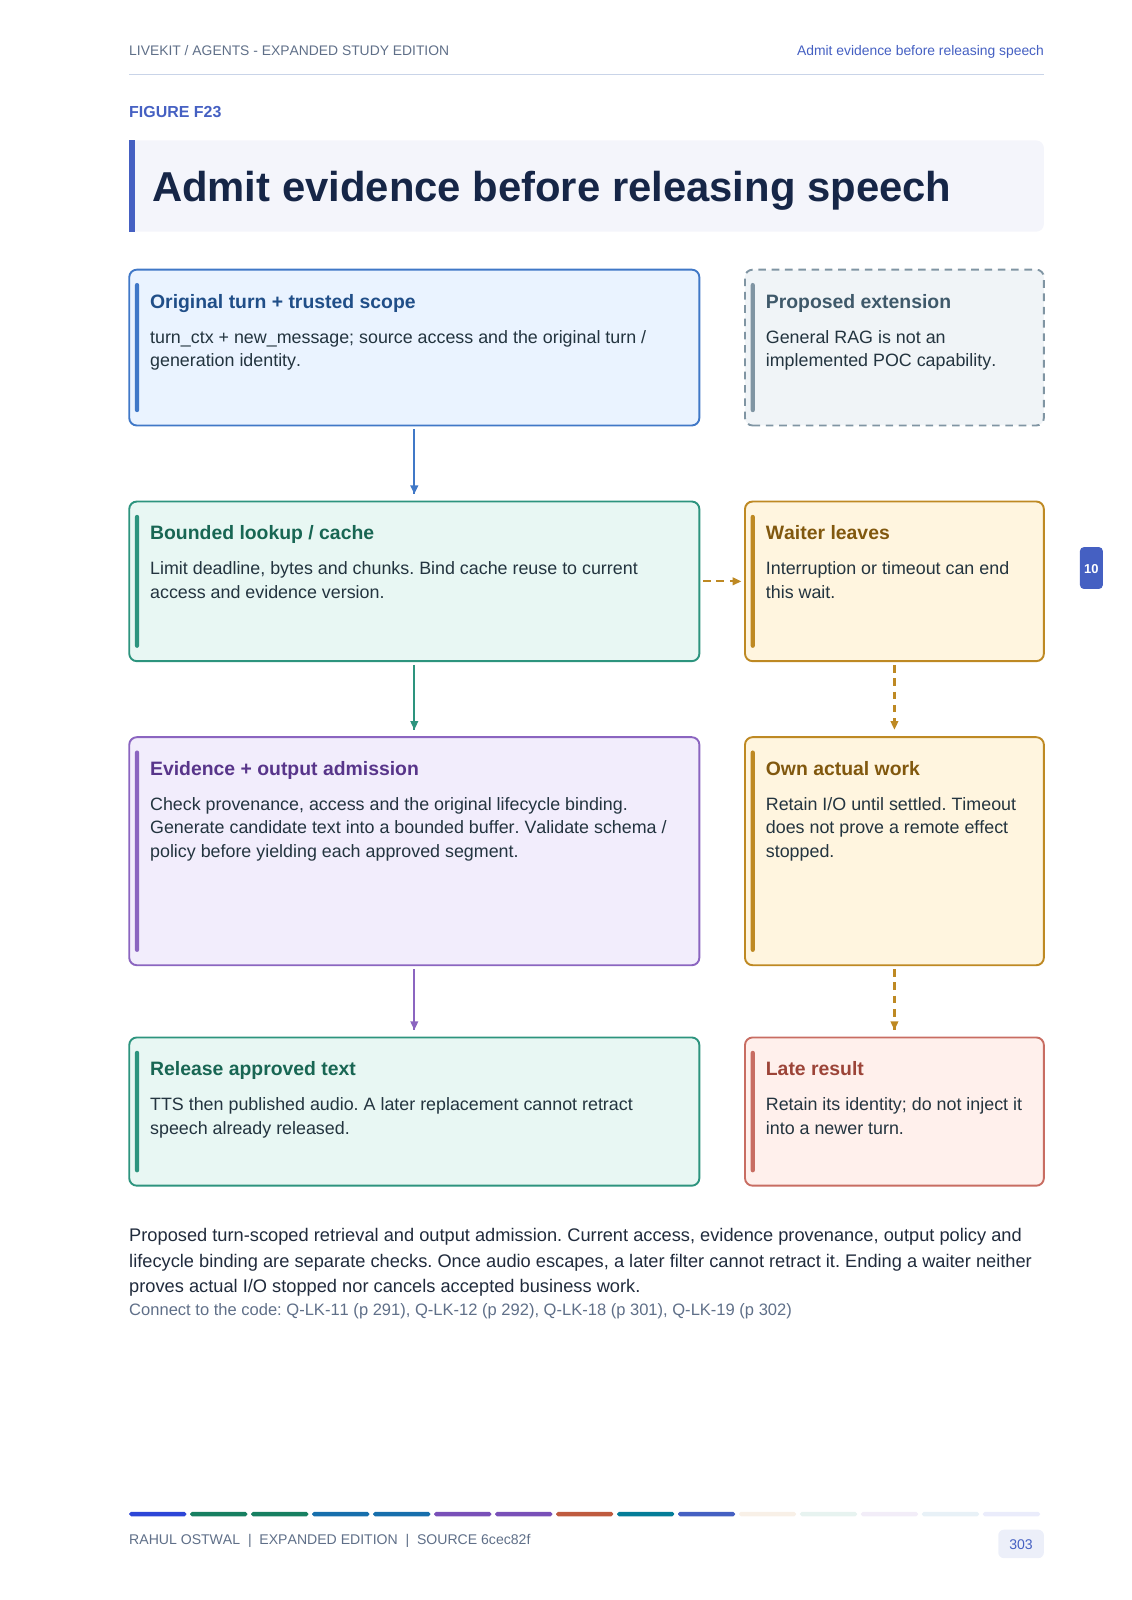 LIVEKIT / AGENTS - EXPANDED STUDY EDITION
Admit evidence before releasing speech
FIGURE F23
Admit evidence before releasing speech
Original turn + trusted scope
turn_ctx + new_message; source access and the original turn /
generation identity.
Proposed extension
General RAG is not an
implemented POC capability.
Bounded lookup / cache
Limit deadline, bytes and chunks. Bind cache reuse to current
access and evidence version.
Waiter leaves
Interruption or timeout can end
this wait.
10
Evidence + output admission
Check provenance, access and the original lifecycle binding.
Generate candidate text into a bounded buffer. Validate schema /
policy before yielding each approved segment.
Own actual work
Retain I/O until settled. Timeout
does not prove a remote effect
stopped.
Release approved text
TTS then published audio. A later replacement cannot retract
speech already released.
Late result
Retain its identity; do not inject it
into a newer turn.
Proposed turn-scoped retrieval and output admission. Current access, evidence provenance, output policy and
lifecycle binding are separate checks. Once audio escapes, a later filter cannot retract it. Ending a waiter neither
proves actual I/O stopped nor cancels accepted business work.
Connect to the code: Q-LK-11 (p 291), Q-LK-12 (p 292), Q-LK-18 (p 301), Q-LK-19 (p 302)
RAHUL OSTWAL | EXPANDED EDITION | SOURCE 6cec82f
303